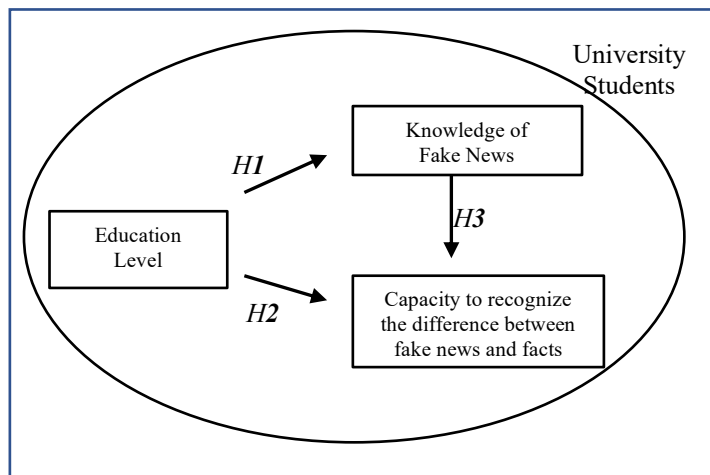 University
Students
Knowledge of
Fake News
H1
H3
Education
Level
H2
Capacity to recognize
the difference between
fake news and facts